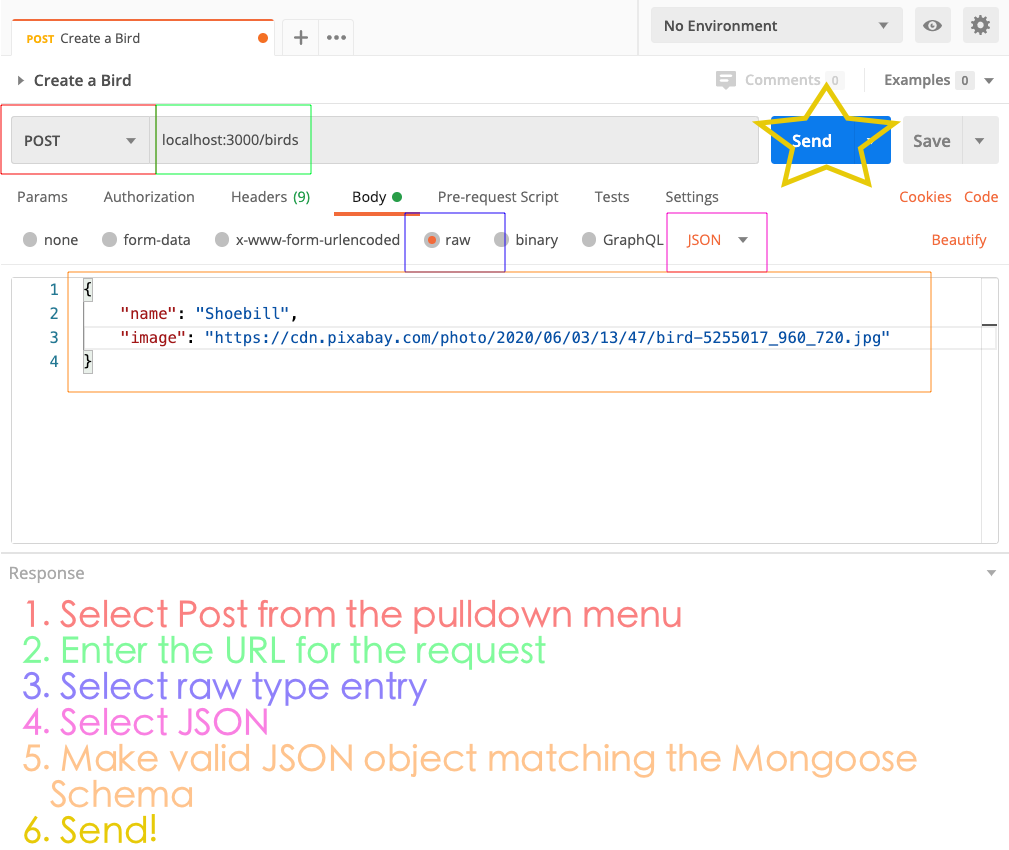 POST Create a Bird
No Environment
Create a Bird
Comments 0 Examples 0
POST localhost:3000/birds Send Save
Params Authorization Headers (9) Body Pre-request Script Tests Settings Cookies Code
none form-data x-www-form-urlencoded raw binary GraphQL JSON Beautify
1 {
2 "name": "Shoebill",
3 "image": "https://cdn.pixabay.com/photo/2020/06/03/13/47/bird-5255017_960_720.jpg"
4 }
Response
1. Select Post from the pulldown menu
2. Enter the URL for the request
3. Select raw type entry
4. Select JSON
5. Make valid JSON object matching the Mongoose
Schema
6. Send!